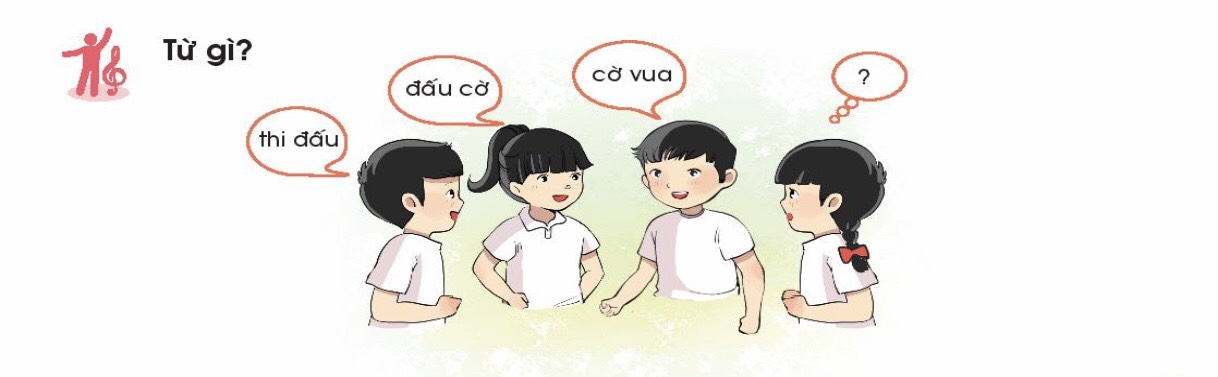 Từ gì?
thi đấu
đấu cờ
cờ vua
?